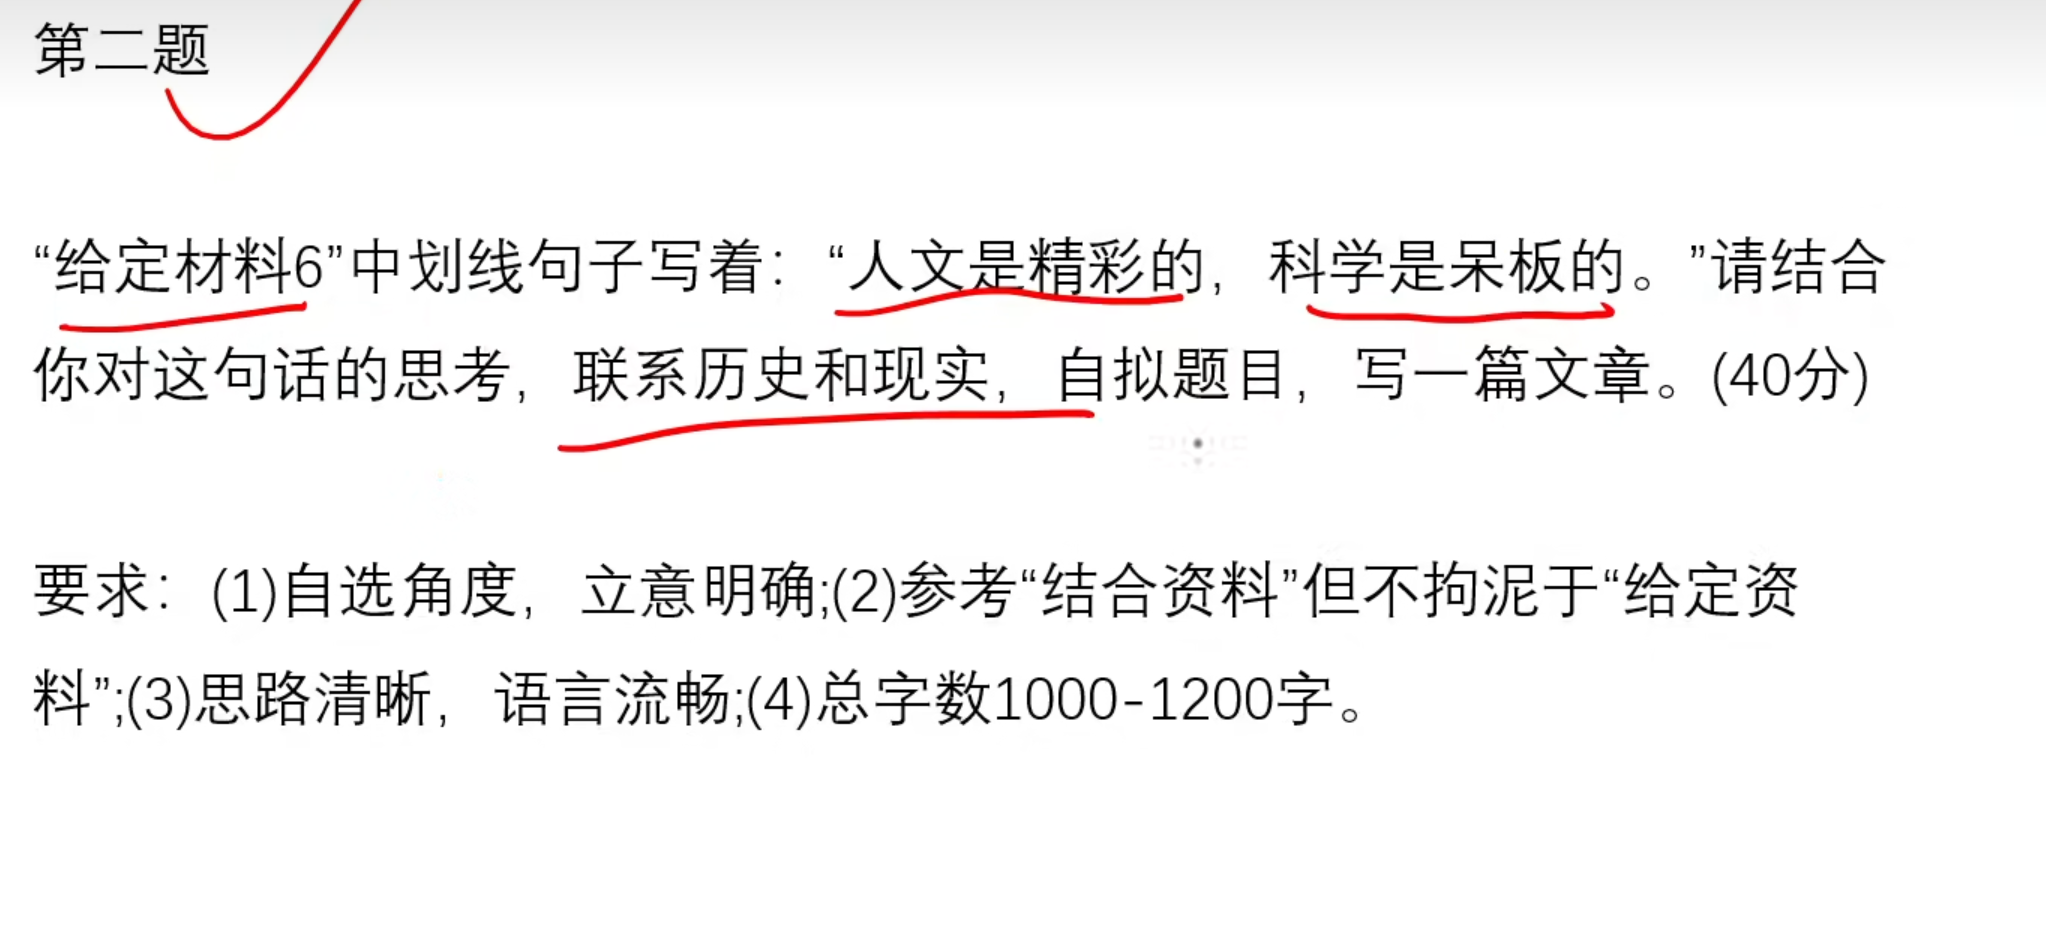 第二题
“给定材料6”中划线句子写着：“人文是精彩的，科学是呆板的。”请结合
你对这句话的思考，联系历史和现实，自拟题目，写一篇文章。(40分)
要求：(1)自选角度，立意明确;(2)参考“结合资料”但不拘泥于“给定资
料”;(3)思路清晰，语言流畅;(4)总字数1000-1200字。